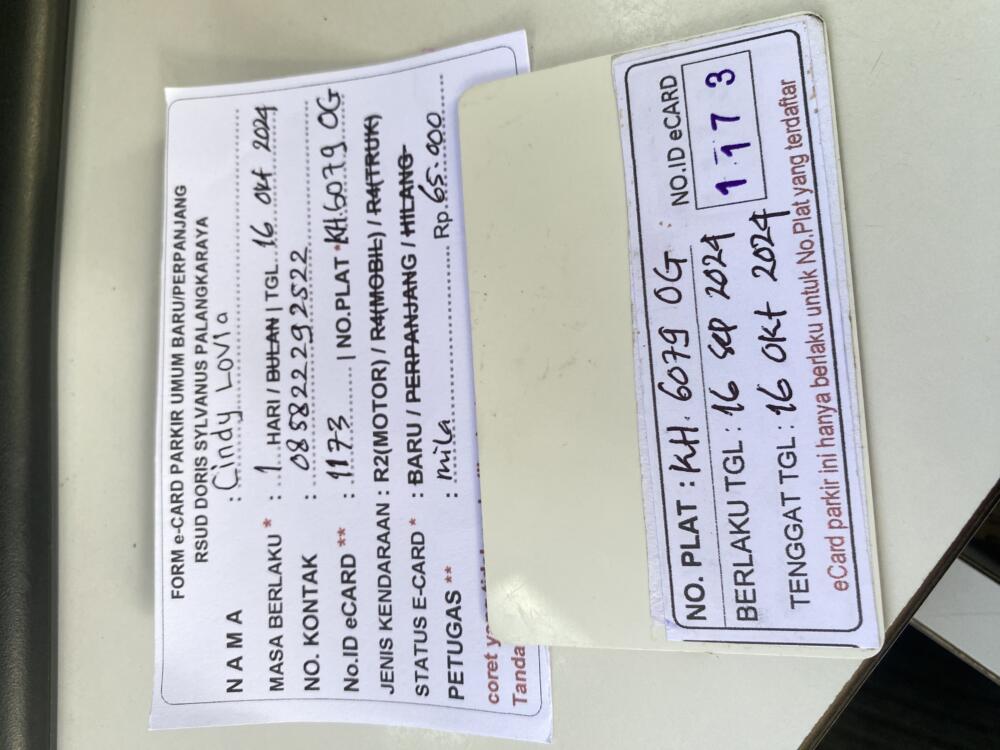 FORM e-CARD PARKIR UMUM BARU/PERPANJANG
RSUD DORIS SYLVANUS PALANGKARAYA
N A M A : Cindy Lovia
MASA BERLAKU * : 1 HARI / BULAN | TGL. 16 Okt 2024
NO. KONTAK : 085822292522
No.ID eCARD ** : 1173 | NO.PLAT * KH.6079 OG
JENIS KENDARAAN : R2(MOTOR) / R4(MOBIL) / R4(TRUK)
STATUS E-CARD * : BARU / PERPANJANG / HILANG
PETUGAS ** : mila Rp. 65.000
coret
Tanda
NO. PLAT : KH. 6079 OG
NO.ID eCARD
1173
BERLAKU TGL : 16 Sep 2024
TENGGAT TGL : 16 Okt 2024
eCard parkir ini hanya berlaku untuk No.Plat yang terdaftar